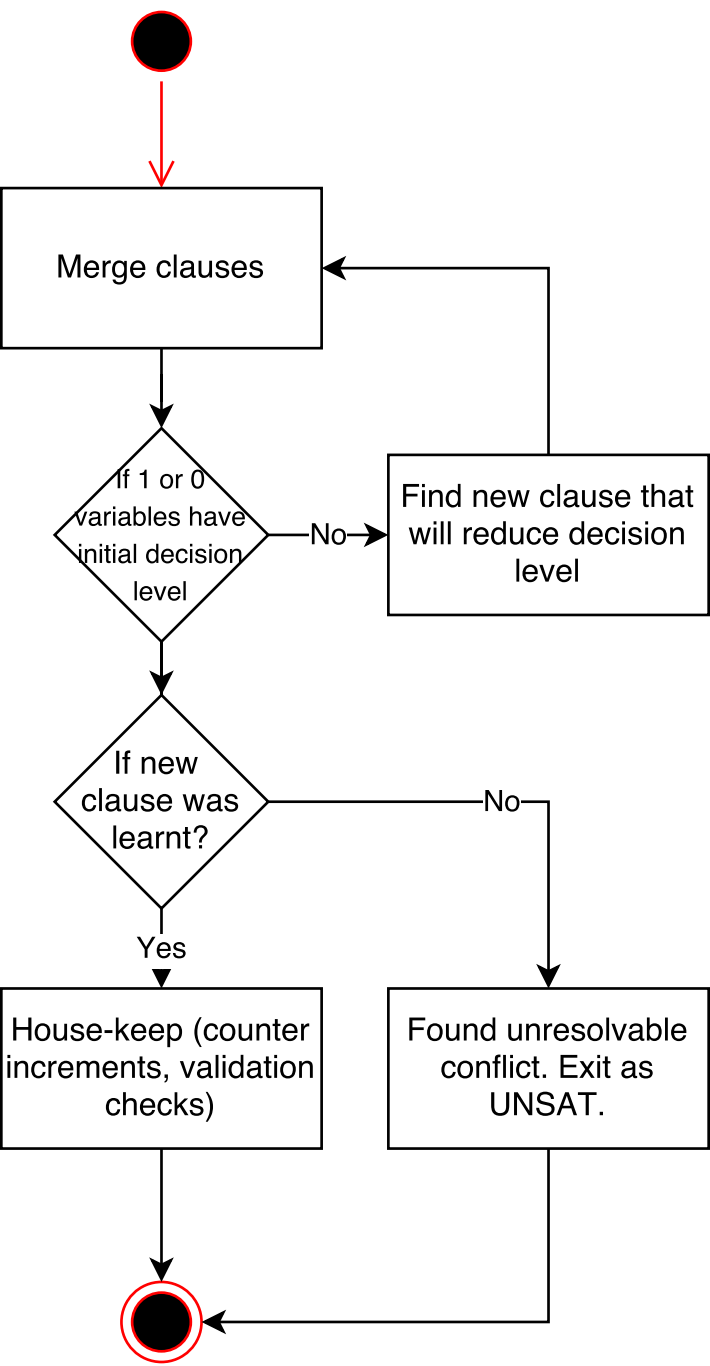 Merge clauses
If 1 or 0
variables have
initial decision
level
No
Find new clause that
will reduce decision
level
If new
clause was
learnt?
No
Yes
House-keep (counter
increments, validation
checks)
Found unresolvable
conflict. Exit as
UNSAT.